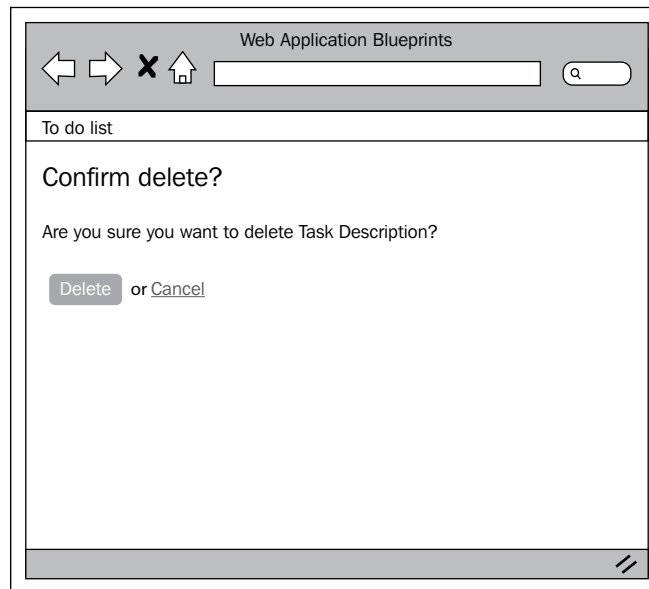 Web Application Blueprints
To do list
Confirm delete?
Are you sure you want to delete Task Description?
Delete or Cancel